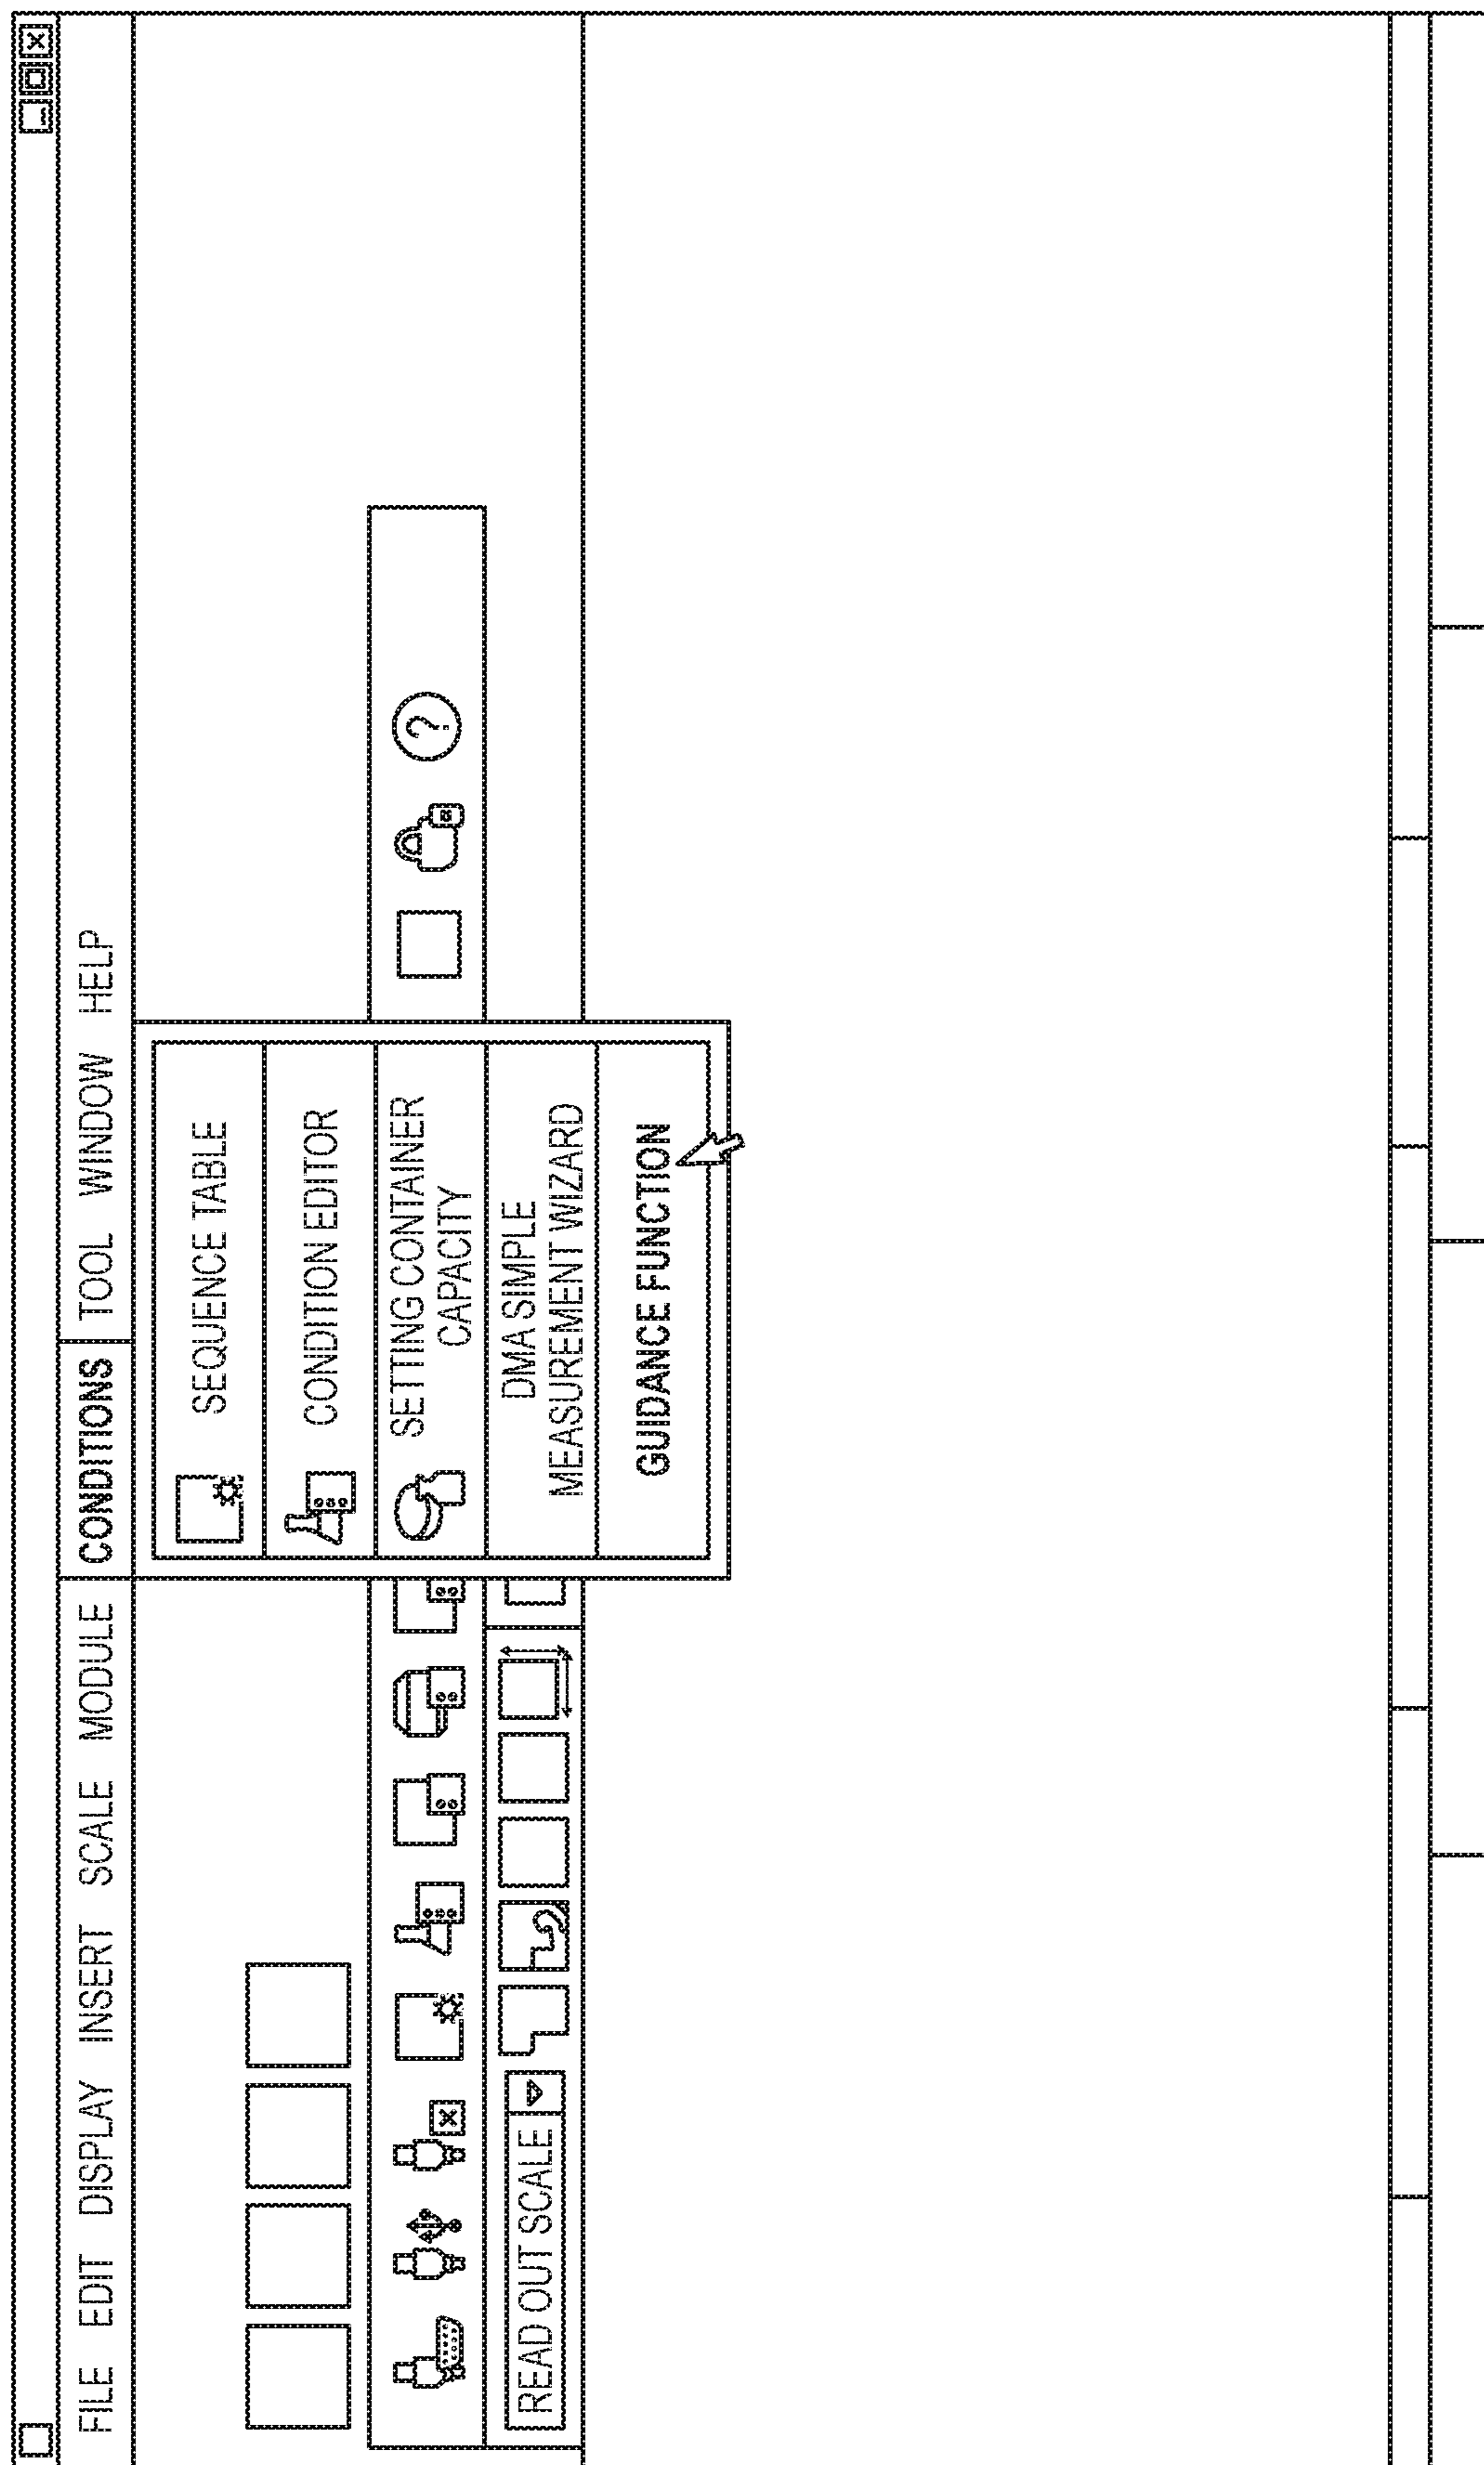 FILE EDIT DISPLAY INSERT SCALE MODULE CONDITIONS TOOL WINDOW HELP
SEQUENCE TABLE
CONDITION EDITOR
SETTING CONTAINER
CAPACITY
DMA SIMPLE
MEASUREMENT WIZARD
GUIDANCE FUNCTION
?
READ OUT SCALE